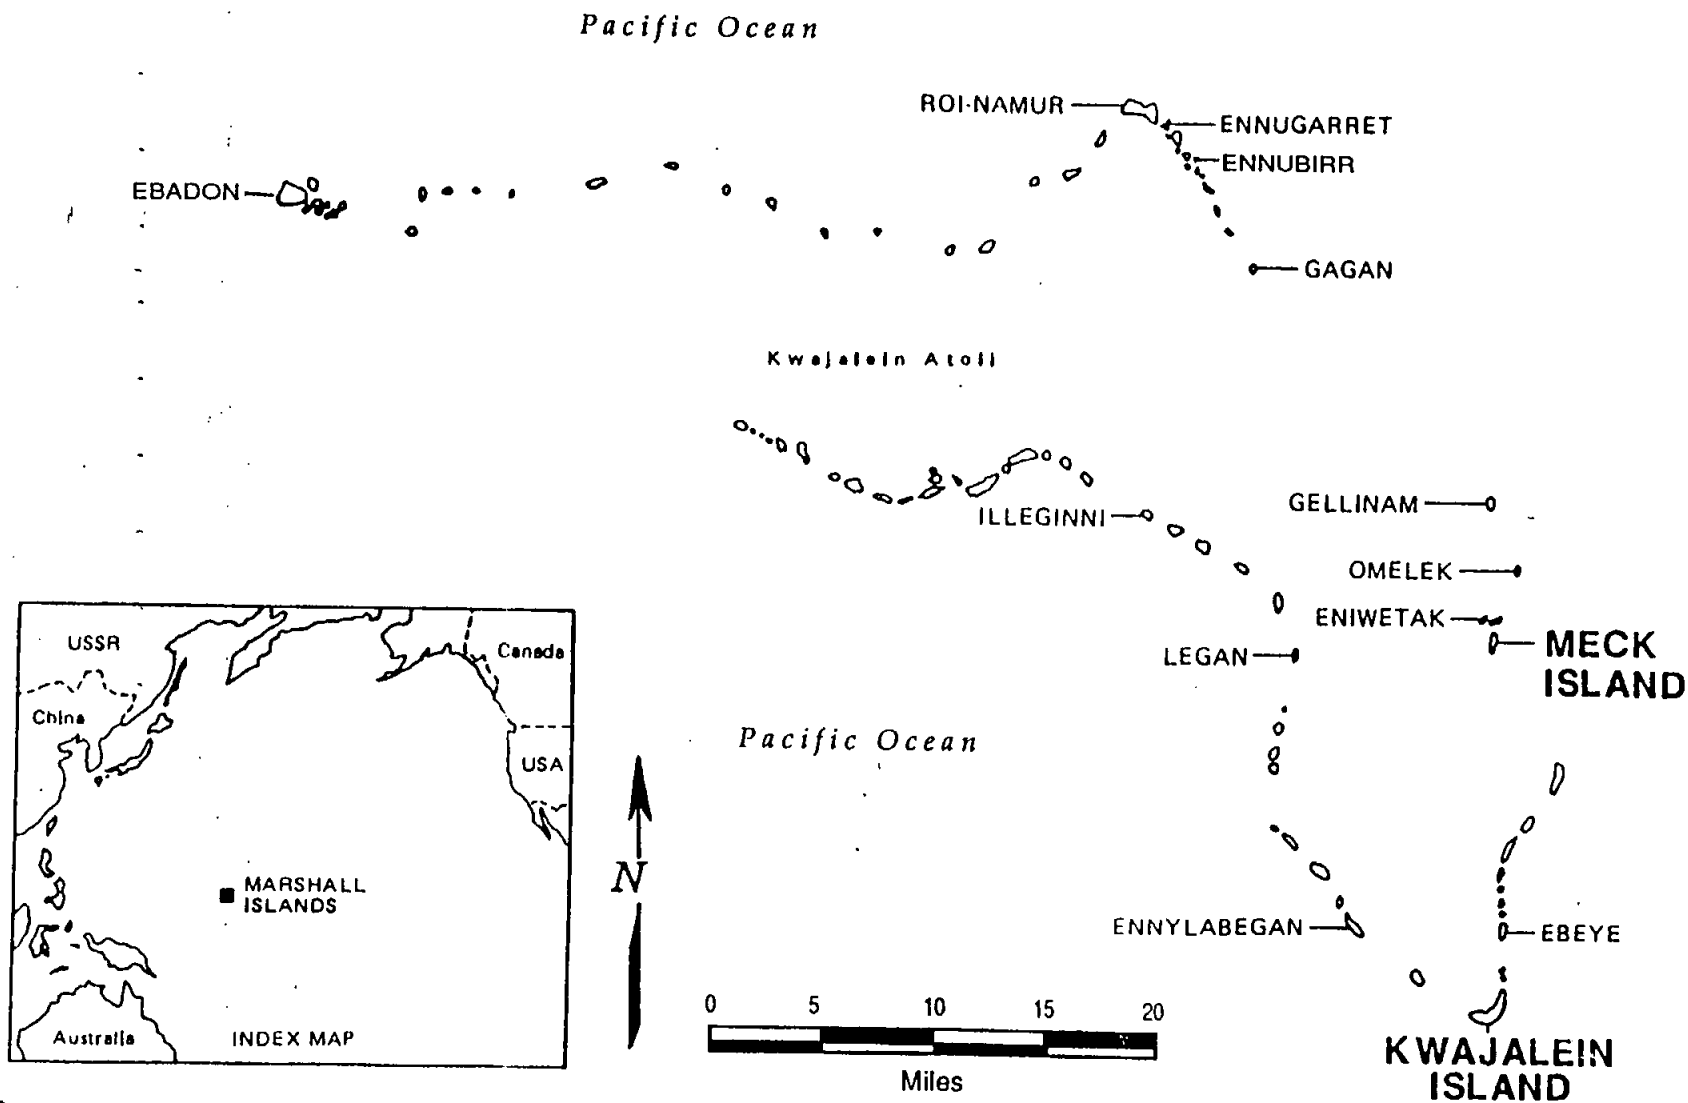 Pacific Ocean
ROI-NAMUR
ENNUGARRET
ENNUBIRR
EBADON
GAGAN
Kwajalein Atoll
GELLINAM
ILLEGINNI
OMELEK
ENIWETAK
MECK
ISLAND
LEGAN
Pacific Ocean
USSR
Canada
China
USA
MARSHALL
ISLANDS
Australia
INDEX MAP
N
ENNYLABEGAN
EBEYE
0 5 10 15 20
Miles
KWAJALEIN
ISLAND